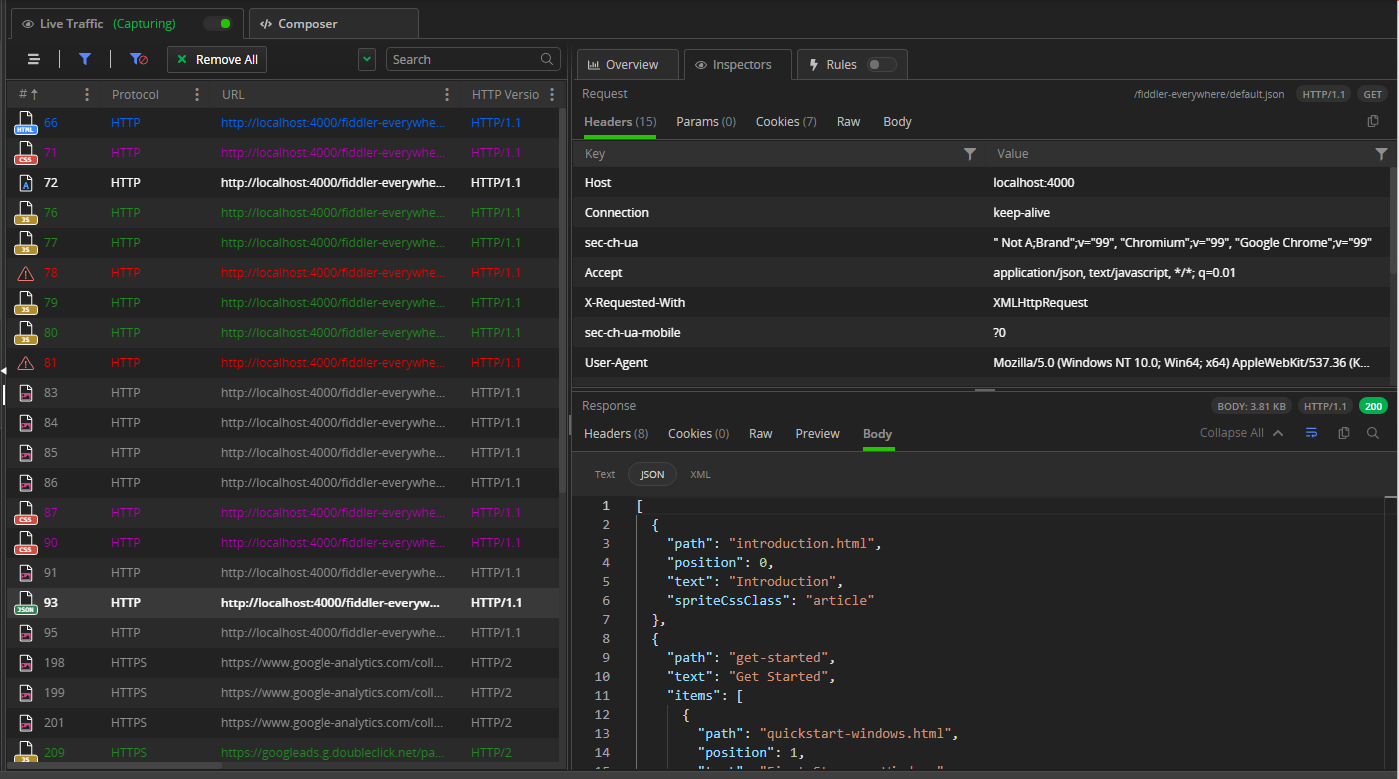 Live Traffic (Capturing)
Composer
Remove All
Search
# Protocol URL HTTP Versio
HTML 66 HTTP http://localhost:4000/fiddler-everywhe... HTTP/1.1
CSS 71 HTTP http://localhost:4000/fiddler-everywhe... HTTP/1.1
A 72 HTTP http://localhost:4000/fiddler-everywhe... HTTP/1.1
JS 76 HTTP http://localhost:4000/fiddler-everywhe... HTTP/1.1
JS 77 HTTP http://localhost:4000/fiddler-everywhe... HTTP/1.1
78 HTTP http://localhost:4000/fiddler-everywhe... HTTP/1.1
JS 79 HTTP http://localhost:4000/fiddler-everywhe... HTTP/1.1
JS 80 HTTP http://localhost:4000/fiddler-everywhe... HTTP/1.1
81 HTTP http://localhost:4000/fiddler-everywhe... HTTP/1.1
83 HTTP http://localhost:4000/fiddler-everywhe... HTTP/1.1
84 HTTP http://localhost:4000/fiddler-everywhe... HTTP/1.1
85 HTTP http://localhost:4000/fiddler-everywhe... HTTP/1.1
86 HTTP http://localhost:4000/fiddler-everywhe... HTTP/1.1
CSS 87 HTTP http://localhost:4000/fiddler-everywhe... HTTP/1.1
CSS 90 HTTP http://localhost:4000/fiddler-everywhe... HTTP/1.1
91 HTTP http://localhost:4000/fiddler-everywhe... HTTP/1.1
JSON 93 HTTP http://localhost:4000/fiddler-everyw... HTTP/1.1
95 HTTP http://localhost:4000/fiddler-everywhe... HTTP/1.1
198 HTTPS https://www.google-analytics.com/coll... HTTP/2
199 HTTPS https://www.google-analytics.com/coll... HTTP/2
201 HTTPS https://www.google-analytics.com/coll... HTTP/2
JS 209 HTTPS https://googleads.g.doubleclick.net/pa... HTTP/2
Overview
Inspectors
Rules
Request /fiddler-everywhere/default.json HTTP/1.1 GET
Headers (15) Params (0) Cookies (7) Raw Body
Key Value
Host localhost:4000
Connection keep-alive
sec-ch-ua " Not A;Brand";v="99", "Chromium";v="99", "Google Chrome";v="99"
Accept application/json, text/javascript, */*; q=0.01
X-Requested-With XMLHttpRequest
sec-ch-ua-mobile ?0
User-Agent Mozilla/5.0 (Windows NT 10.0; Win64; x64) AppleWebKit/537.36 (K...
Response BODY: 3.81 KB HTTP/1.1 200
Headers (8) Cookies (0) Raw Preview Body Collapse All
Text JSON XML
1 [
2 {
3 "path": "introduction.html",
4 "position": 0,
5 "text": "Introduction",
6 "spriteCssClass": "article"
7 },
8 {
9 "path": "get-started",
10 "text": "Get Started",
11 "items": [
12 {
13 "path": "quickstart-windows.html",
14 "position": 1,